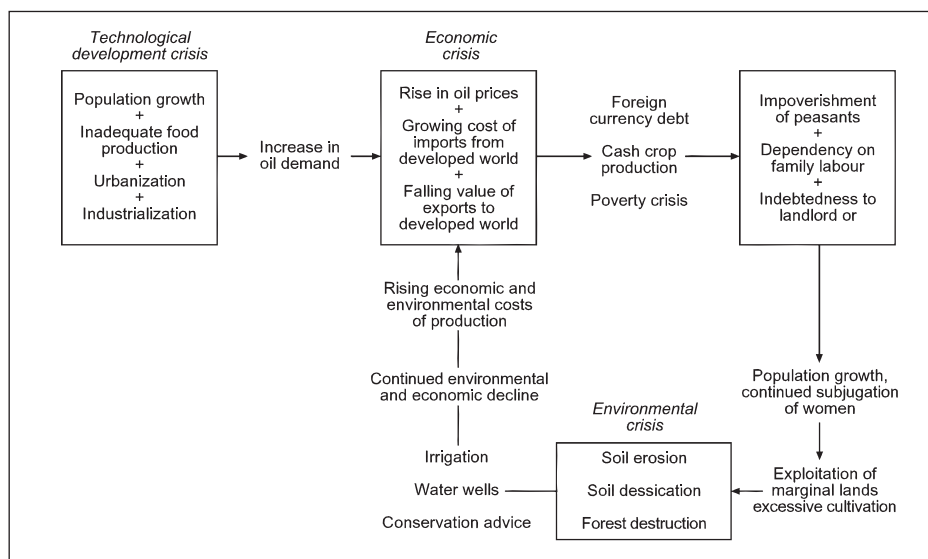 Technological
development crisis
Population growth
+
Inadequate food
production
+
Urbanization
+
Industrialization
Increase in
oil demand
Economic
crisis
Rise in oil prices
+
Growing cost of
imports from
developed world
+
Falling value of
exports to
developed world
Foreign
currency debt
Cash crop
production
Poverty crisis
Impoverishment
of peasants
+
Dependency on
family labour
+
Indebtedness to
landlord or
Population growth,
continued subjugation
of women
Exploitation of
marginal lands
excessive cultivation
Environmental
crisis
Soil erosion
Soil dessication
Forest destruction
Irrigation
Water wells
Conservation advice
Continued environmental
and economic decline
Rising economic and
environmental costs
of production